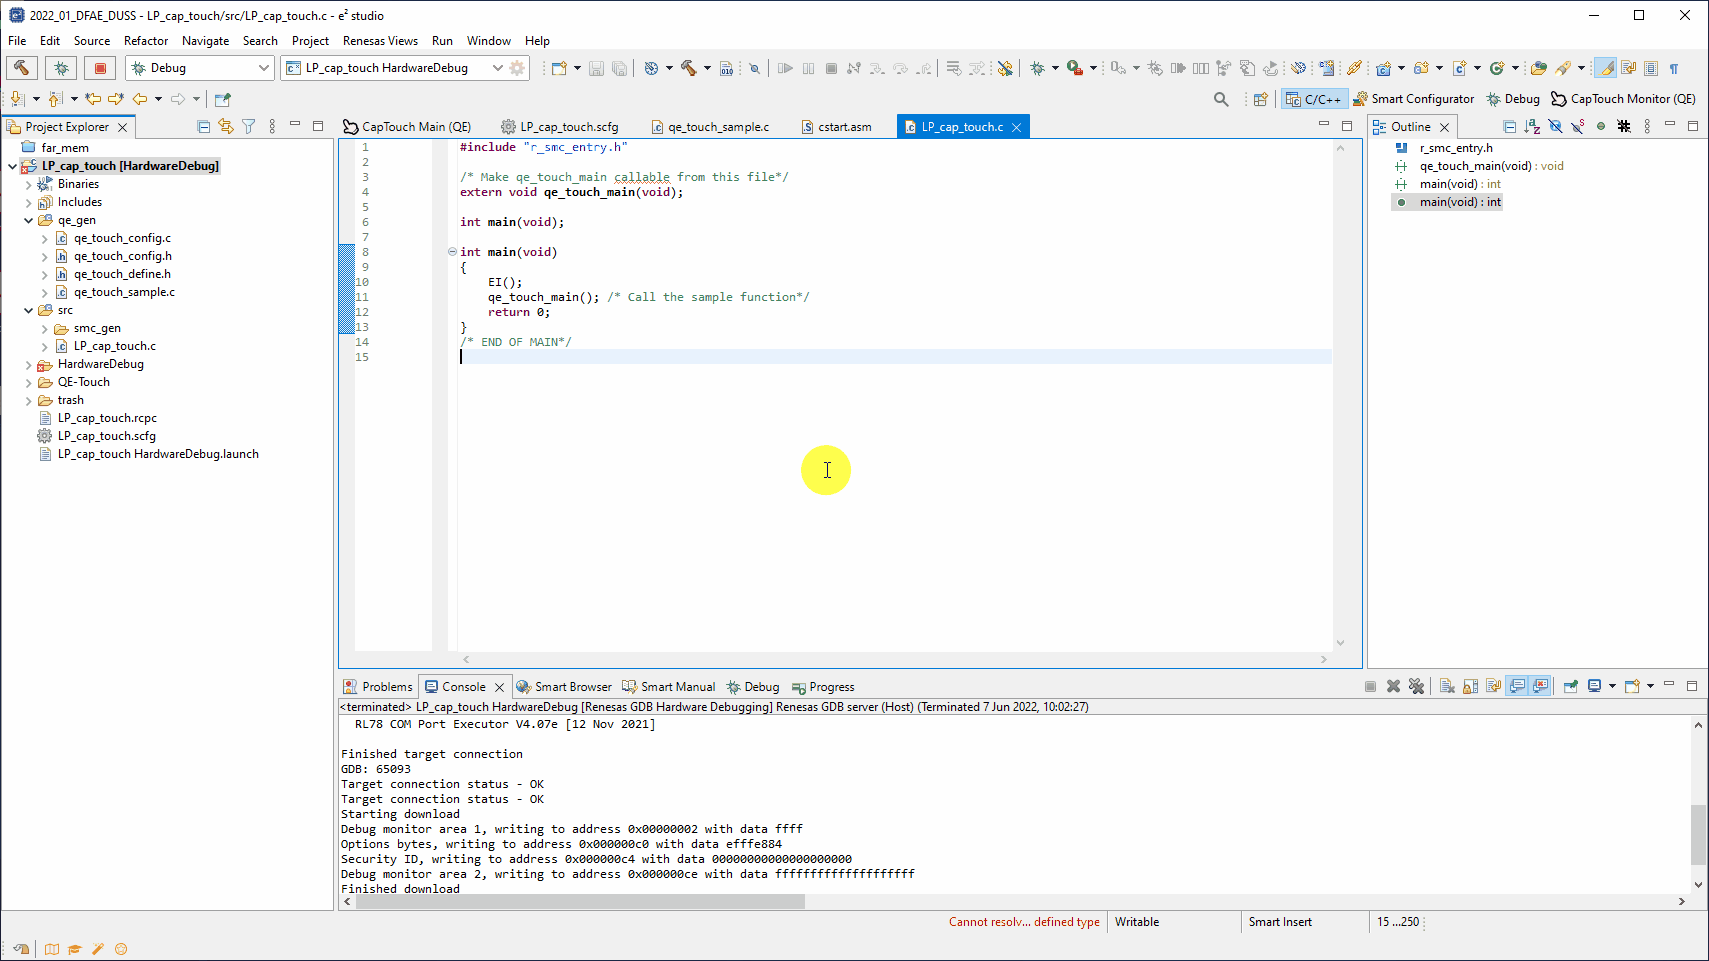 2022_01_DFAE_DUSS - LP_cap_touch/src/LP_cap_touch.c - e² studio
File Edit Source Refactor Navigate Search Project Renesas Views Run Window Help
Debug LP_cap_touch HardwareDebug
C/C++ Smart Configurator Debug CapTouch Monitor (QE)
Project Explorer
far_mem
LP_cap_touch [HardwareDebug]
Binaries
Includes
qe_gen
qe_touch_config.c
qe_touch_config.h
qe_touch_define.h
qe_touch_sample.c
src
smc_gen
LP_cap_touch.c
HardwareDebug
QE-Touch
trash
LP_cap_touch.rcpc
LP_cap_touch.scfg
LP_cap_touch HardwareDebug.launch
CapTouch Main (QE) LP_cap_touch.scfg qe_touch_sample.c cstart.asm LP_cap_touch.c
1 #include "r_smc_entry.h"
2
3 /* Make qe_touch_main callable from this file*/
4 extern void qe_touch_main(void);
5
6 int main(void);
7
8 int main(void)
9 {
10 EI();
11 qe_touch_main(); /* Call the sample function*/
12 return 0;
13 }
14 /* END OF MAIN*/
15
Outline
r_smc_entry.h
qe_touch_main(void) : void
main(void) : int
main(void) : int
Problems Console Smart Browser Smart Manual Debug Progress
<terminated> LP_cap_touch HardwareDebug [Renesas GDB Hardware Debugging] Renesas GDB server (Host) (Terminated 7 Jun 2022, 10:02:27)
RL78 COM Port Executor V4.07e [12 Nov 2021]
Finished target connection
GDB: 65093
Target connection status - OK
Target connection status - OK
Starting download
Debug monitor area 1, writing to address 0x00000002 with data ffff
Options bytes, writing to address 0x000000c0 with data efffe884
Security ID, writing to address 0x000000c4 with data 00000000000000000000
Debug monitor area 2, writing to address 0x000000ce with data ffffffffffffffffffff
Finished download
Cannot resolv... defined type Writable Smart Insert 15 ...250